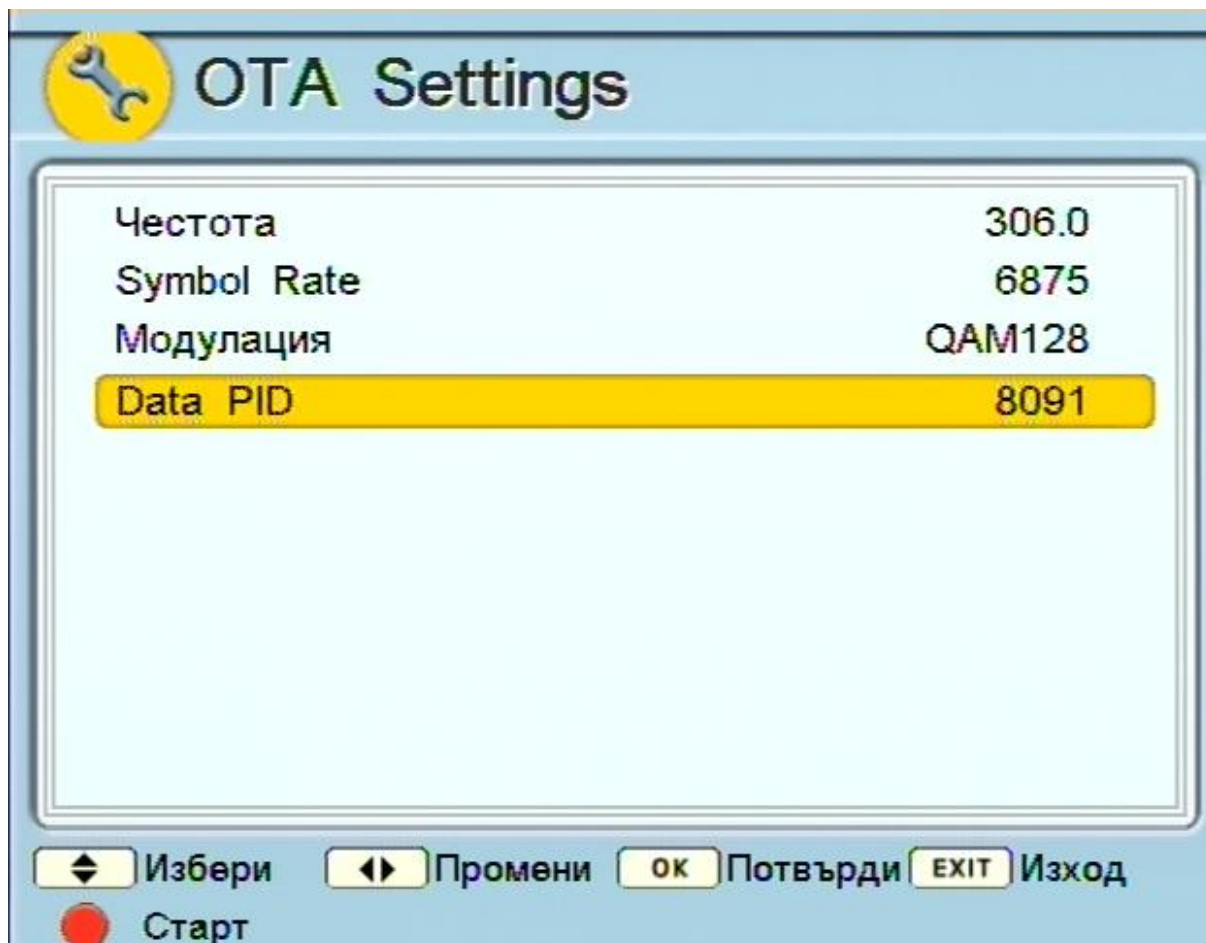 OTA Settings
Честота 306.0
Symbol Rate 6875
Модулация QAM128
Data PID 8091
Избери Промени OK Потвърди EXIT Изход
Старт